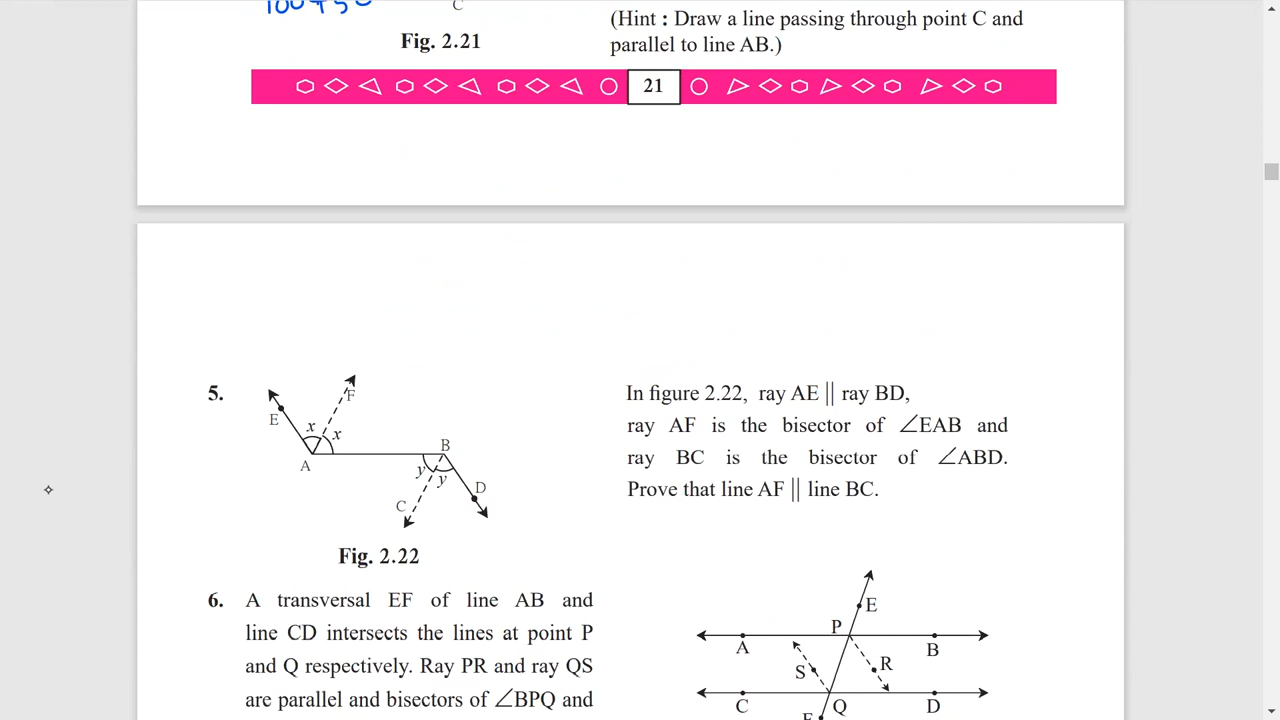 (Hint : Draw a line passing through point C and
parallel to line AB.)
C
Fig. 2.21
21
5.
E
F
x
x
A
B
y
y
C
D
Fig. 2.22
In figure 2.22, ray AE || ray BD,
ray AF is the bisector of ∠EAB and
ray BC is the bisector of ∠ABD.
Prove that line AF || line BC.
6. A transversal EF of line AB and
line CD intersects the lines at point P
and Q respectively. Ray PR and ray QS
are parallel and bisectors of ∠BPQ and
E
P
A
B
S
R
C
Q
D
F